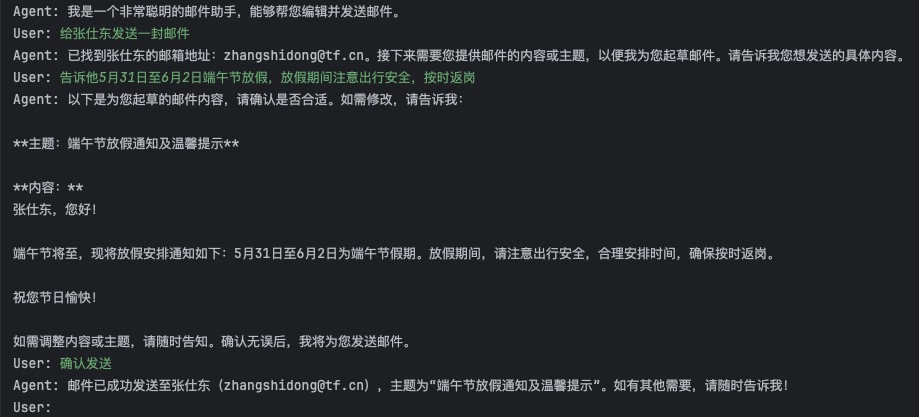 Agent: 我是一个非常聪明的邮件助手，能够帮您编辑并发送邮件。
User: 给张仕东发送一封邮件
Agent: 已找到张仕东的邮箱地址：zhangshidong@tf.cn。接下来需要您提供邮件的内容或主题，以便我为您起草邮件。请告诉我您想发送的具体内容。
User: 告诉他5月31日至6月2日端午节放假，放假期间注意出行安全，按时返岗
Agent: 以下是为您起草的邮件内容，请确认是否合适。如需修改，请告诉我：
**主题：端午节放假通知及温馨提示**
**内容：**
张仕东，您好！
端午节将至，现将放假安排通知如下：5月31日至6月2日为端午节假期。放假期间，请注意出行安全，合理安排时间，确保按时返岗。
祝您节日愉快！
如需调整内容或主题，请随时告知。确认无误后，我将为您发送邮件。
User: 确认发送
Agent: 邮件已成功发送至张仕东（zhangshidong@tf.cn），主题为“端午节放假通知及温馨提示”。如有其他需要，请随时告诉我！
User: